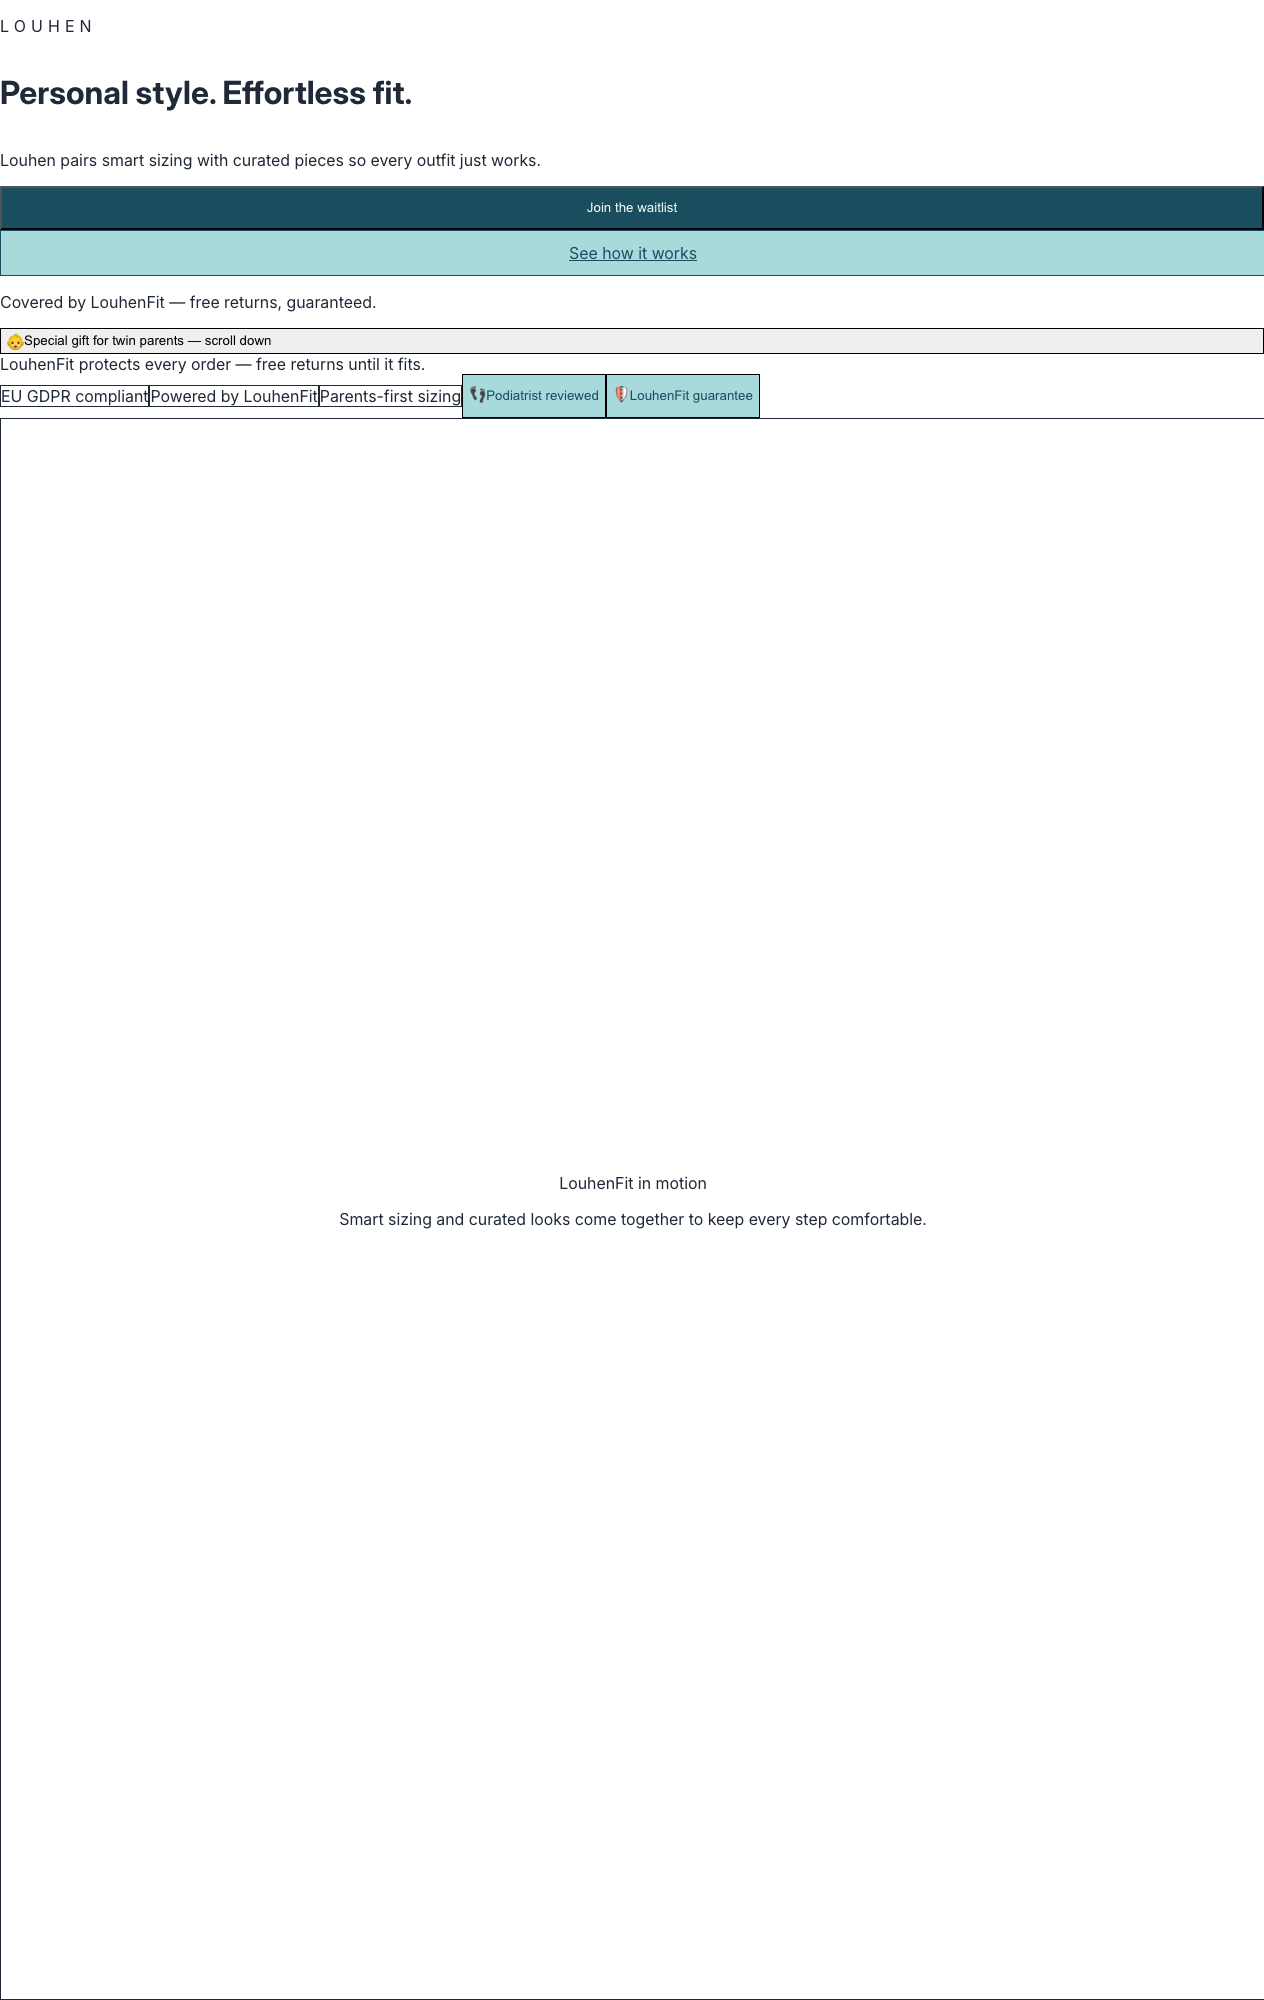 LOUHEN
Personal style. Effortless fit.
Louhen pairs smart sizing with curated pieces so every outfit just works.
Join the waitlist
See how it works
Covered by LouhenFit — free returns, guaranteed.
👶Special gift for twin parents — scroll down
LouhenFit protects every order — free returns until it fits.
EU GDPR compliant Powered by LouhenFit Parents-first sizing 👣Podiatrist reviewed 🛡️LouhenFit guarantee
LouhenFit in motion
Smart sizing and curated looks come together to keep every step comfortable.